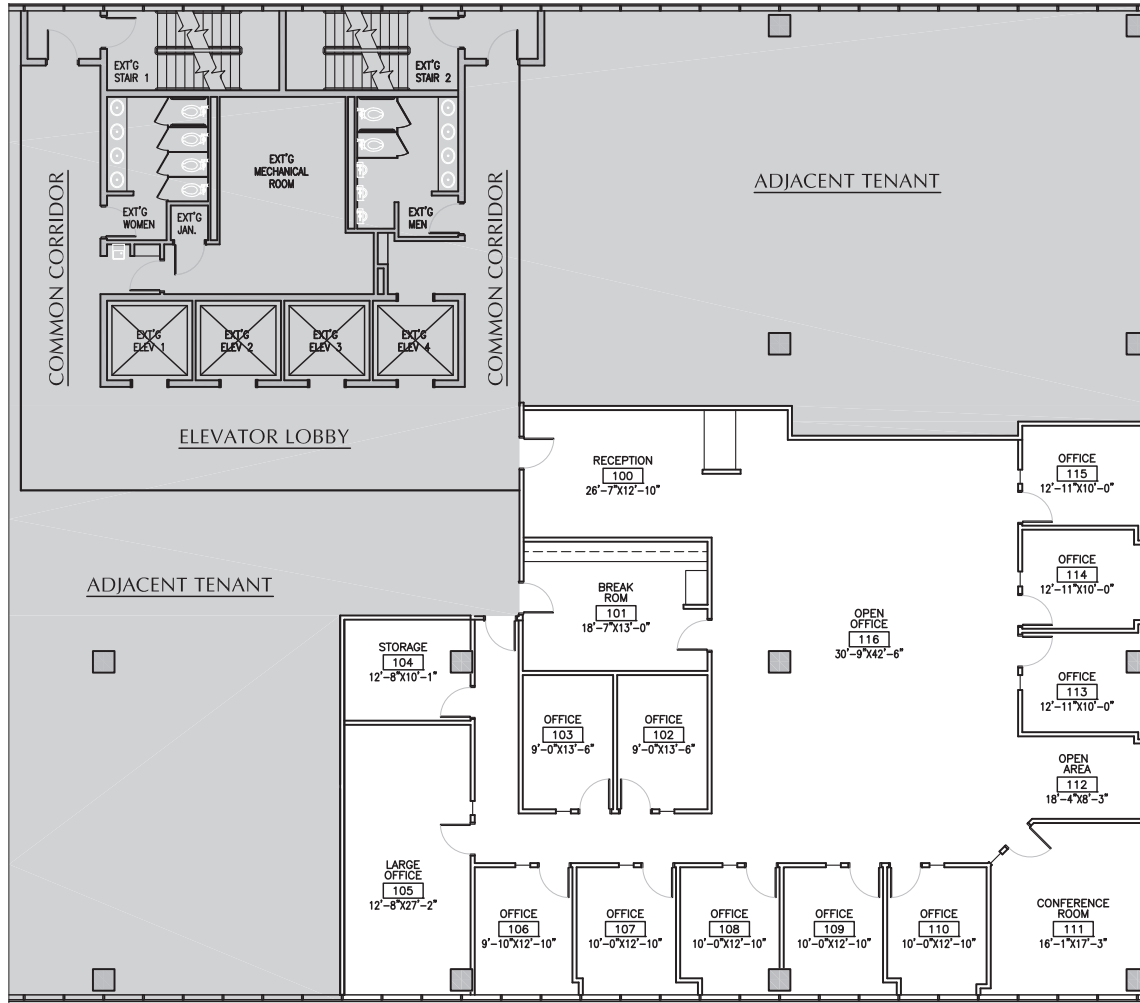 EXT'G
STAIR 1
EXT'G
STAIR 2
EXT'G
MECHANICAL
ROOM
EXT'G
WOMEN
EXT'G
JAN.
EXT'G
MEN
COMMON CORRIDOR
COMMON CORRIDOR
ADJACENT TENANT
EXT'G
ELEV 1
EXT'G
ELEV 2
EXT'G
ELEV 3
EXT'G
ELEV 4
ELEVATOR LOBBY
RECEPTION
100
26'-7"X12'-10"
OFFICE
115
12'-11"X10'-0"
ADJACENT TENANT
BREAK
ROM
101
18'-7"X13'-0"
OFFICE
114
12'-11"X10'-0"
OPEN
OFFICE
116
30'-9"X42'-6"
STORAGE
104
12'-8"X10'-1"
OFFICE
113
12'-11"X10'-0"
OFFICE
103
9'-0"X13'-6"
OFFICE
102
9'-0"X13'-6"
OPEN
AREA
112
18'-4"X8'-3"
LARGE
OFFICE
105
12'-8"X27'-2"
OFFICE
106
9'-10"X12'-10"
OFFICE
107
10'-0"X12'-10"
OFFICE
108
10'-0"X12'-10"
OFFICE
109
10'-0"X12'-10"
OFFICE
110
10'-0"X12'-10"
CONFERENCE
ROOM
111
16'-1"X17'-3"